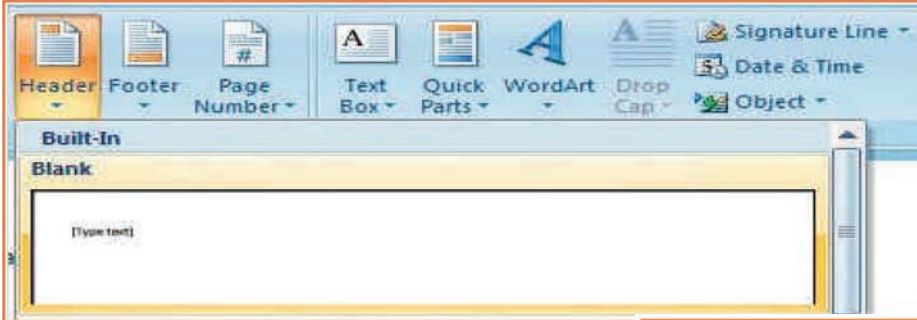 Header Footer Page Number Text Box Quick Parts WordArt Drop Cap
Signature Line
Date & Time
Object
Built-In
Blank
[Type text]